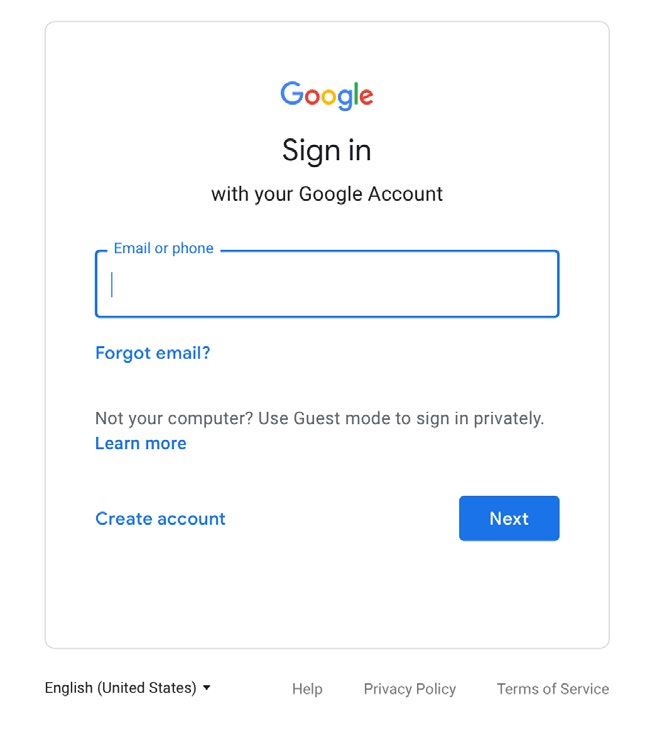 Google
Sign in
with your Google Account
Email or phone
Forgot email?
Not your computer? Use Guest mode to sign in privately.
Learn more
Create account
Next
English (United States)
Help
Privacy Policy
Terms of Service